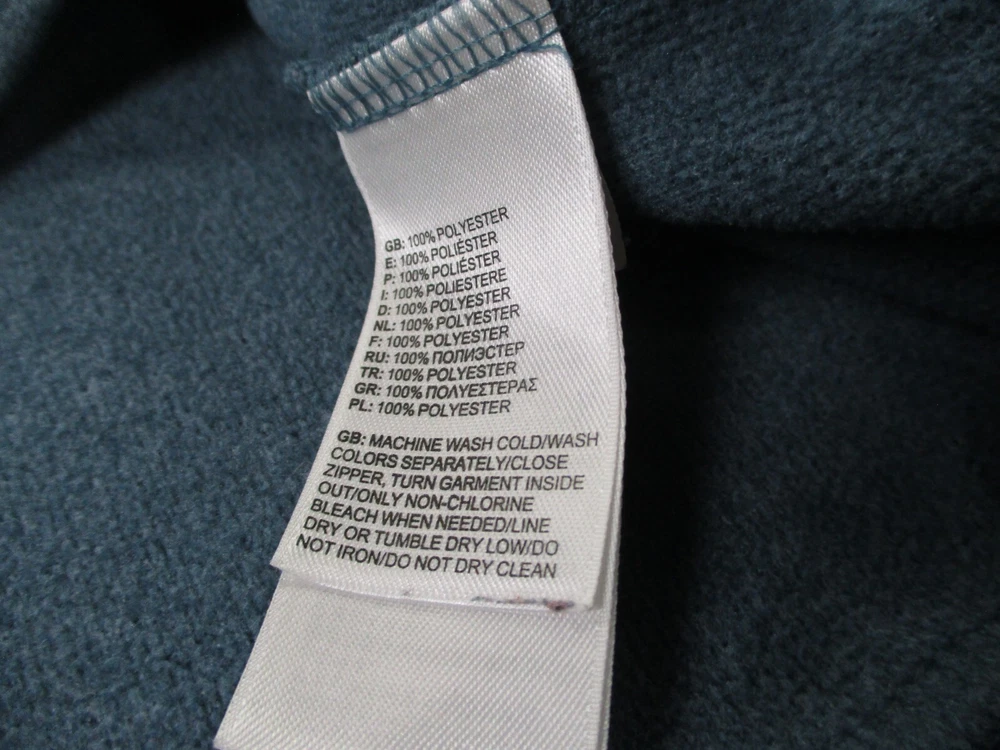 GB: 100% POLYESTER
E: 100% POLIÉSTER
P: 100% POLIÉSTER
I: 100% POLIESTERE
D: 100% POLYESTER
NL: 100% POLYESTER
F: 100% POLYESTER
RU: 100% ПОЛИЭСТЕР
TR: 100% POLYESTER
GR: 100% ΠΟΛΥΕΣΤΕΡΑΣ
PL: 100% POLYESTER
GB: MACHINE WASH COLD/WASH
COLORS SEPARATELY/CLOSE
ZIPPER, TURN GARMENT INSIDE
OUT/ONLY NON-CHLORINE
BLEACH WHEN NEEDED/LINE
DRY OR TUMBLE DRY LOW/DO
NOT IRON/DO NOT DRY CLEAN